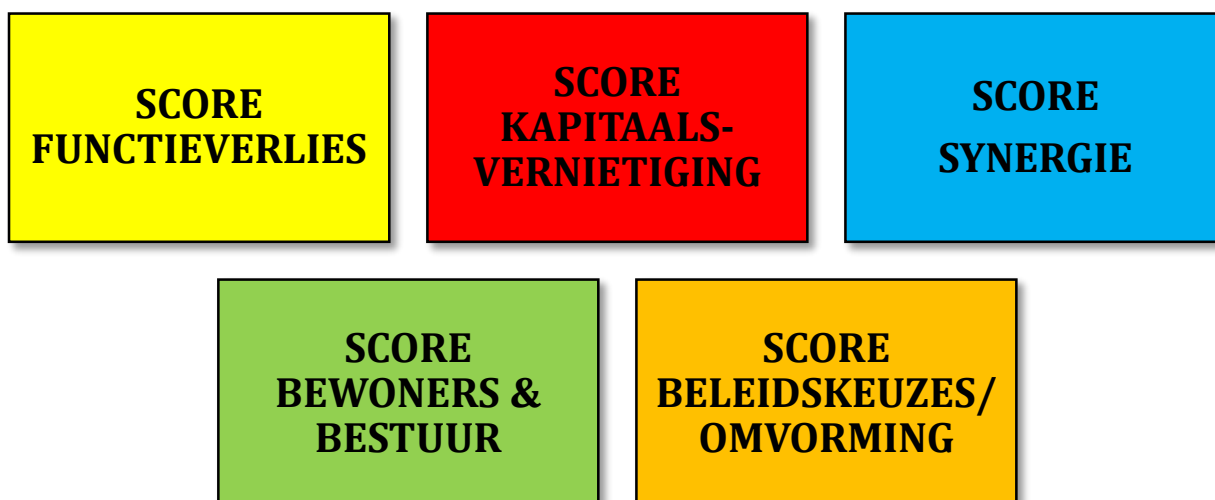 SCORE
FUNCTIEVERLIES
SCORE
KAPITAALS-
VERNIETIGING
SCORE
SYNERGIE
SCORE
BEWONERS &
BESTUUR
SCORE
BELEIDSKEUZES/
OMVORMING